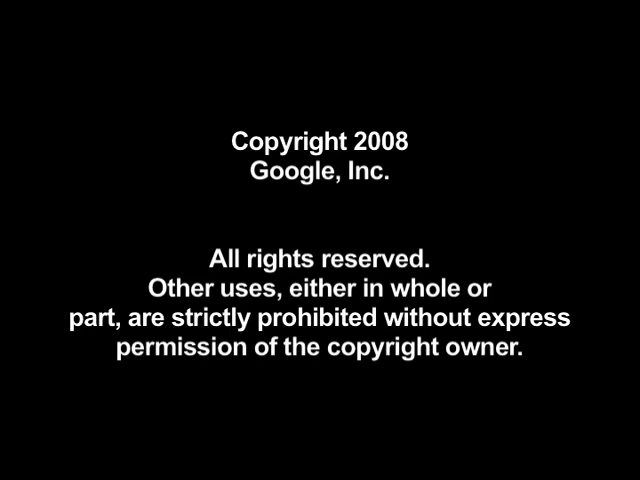 Copyright 2008
Google, Inc.
All rights reserved.
Other uses, either in whole or
part, are strictly prohibited without express
permission of the copyright owner.